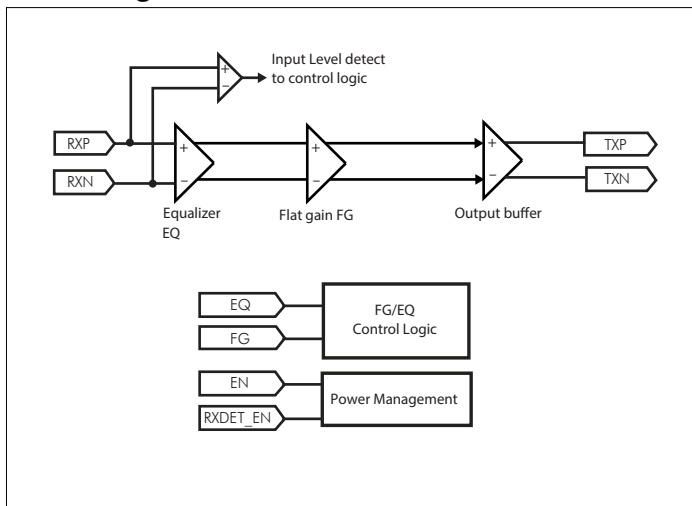 Input Level detect
to control logic
+
−
RXP
RXN
+
−
+
−
+
−
TXP
TXN
Equalizer
EQ
Flat gain FG
Output buffer
EQ
FG
FG/EQ
Control Logic
EN
RXDET_EN
Power Management